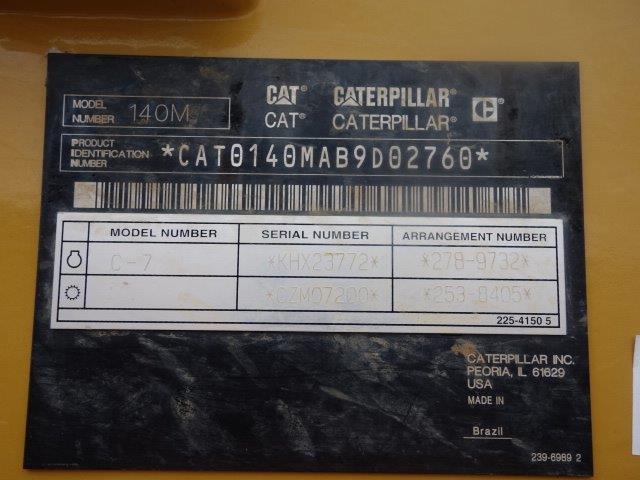 MODEL NUMBER 140M
CAT® CATERPILLAR®
CAT® CATERPILLAR® C
PRODUCT IDENTIFICATION NUMBER *CAT0140MAB9D02760*
MODEL NUMBER SERIAL NUMBER ARRANGEMENT NUMBER
C-7 *KHX23772* *278-9732*
*CZM07200* *253-8405*
225-4150 5
CATERPILLAR INC.
PEORIA, IL 61629
USA
MADE IN
Brazil
239-6989 2